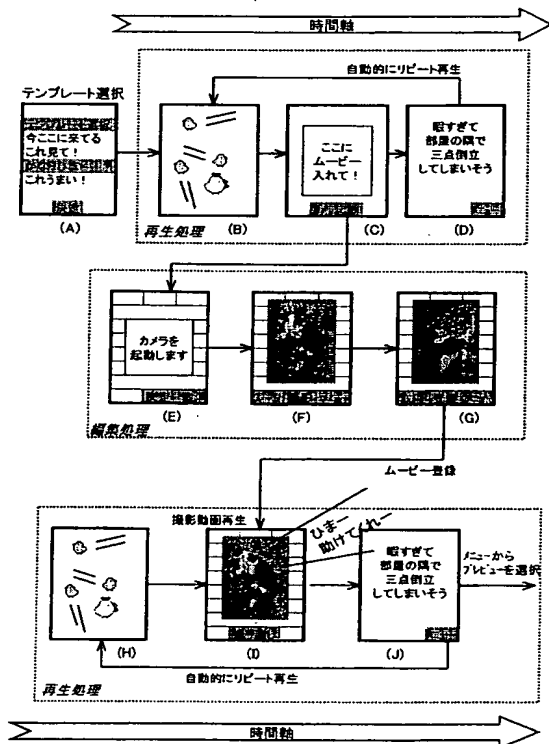 時間軸
自動的にリピート再生
テンプレート選択
今ここに来てる
これ見て!
これうまい!
(A)
(B)
ここに
ムービー
入れて!
(C)
暇すぎて
部屋の隅で
三点倒立
してしまいそう
(D)
再生処理
カメラを
起動します
(E)
(F)
(G)
編集処理
ムービー登録
撮影動画再生
ひまー
助けてくれー
暇すぎて
部屋の隅で
三点倒立
してしまいそう
メニューから
プレビューを選択
(H)
(I)
(J)
自動的にリピート再生
再生処理
時間軸